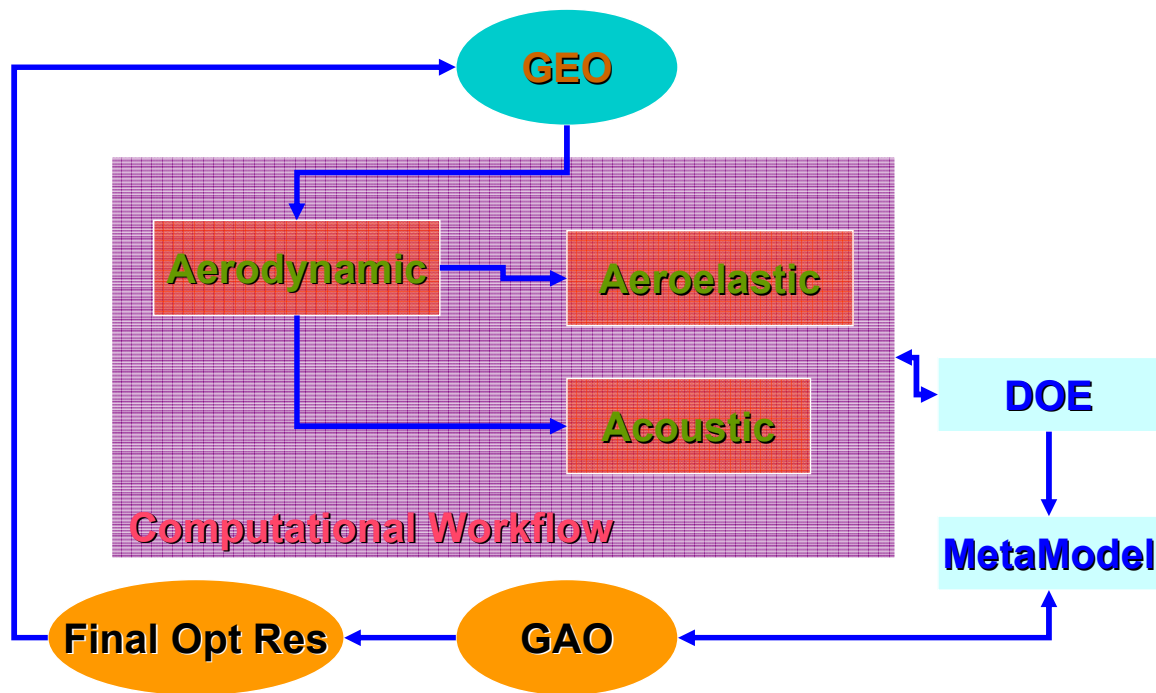 GEO
Aerodynamic
Aeroelastic
DOE
Acoustic
Computational Workflow
MetaModel
Final Opt Res
GAO